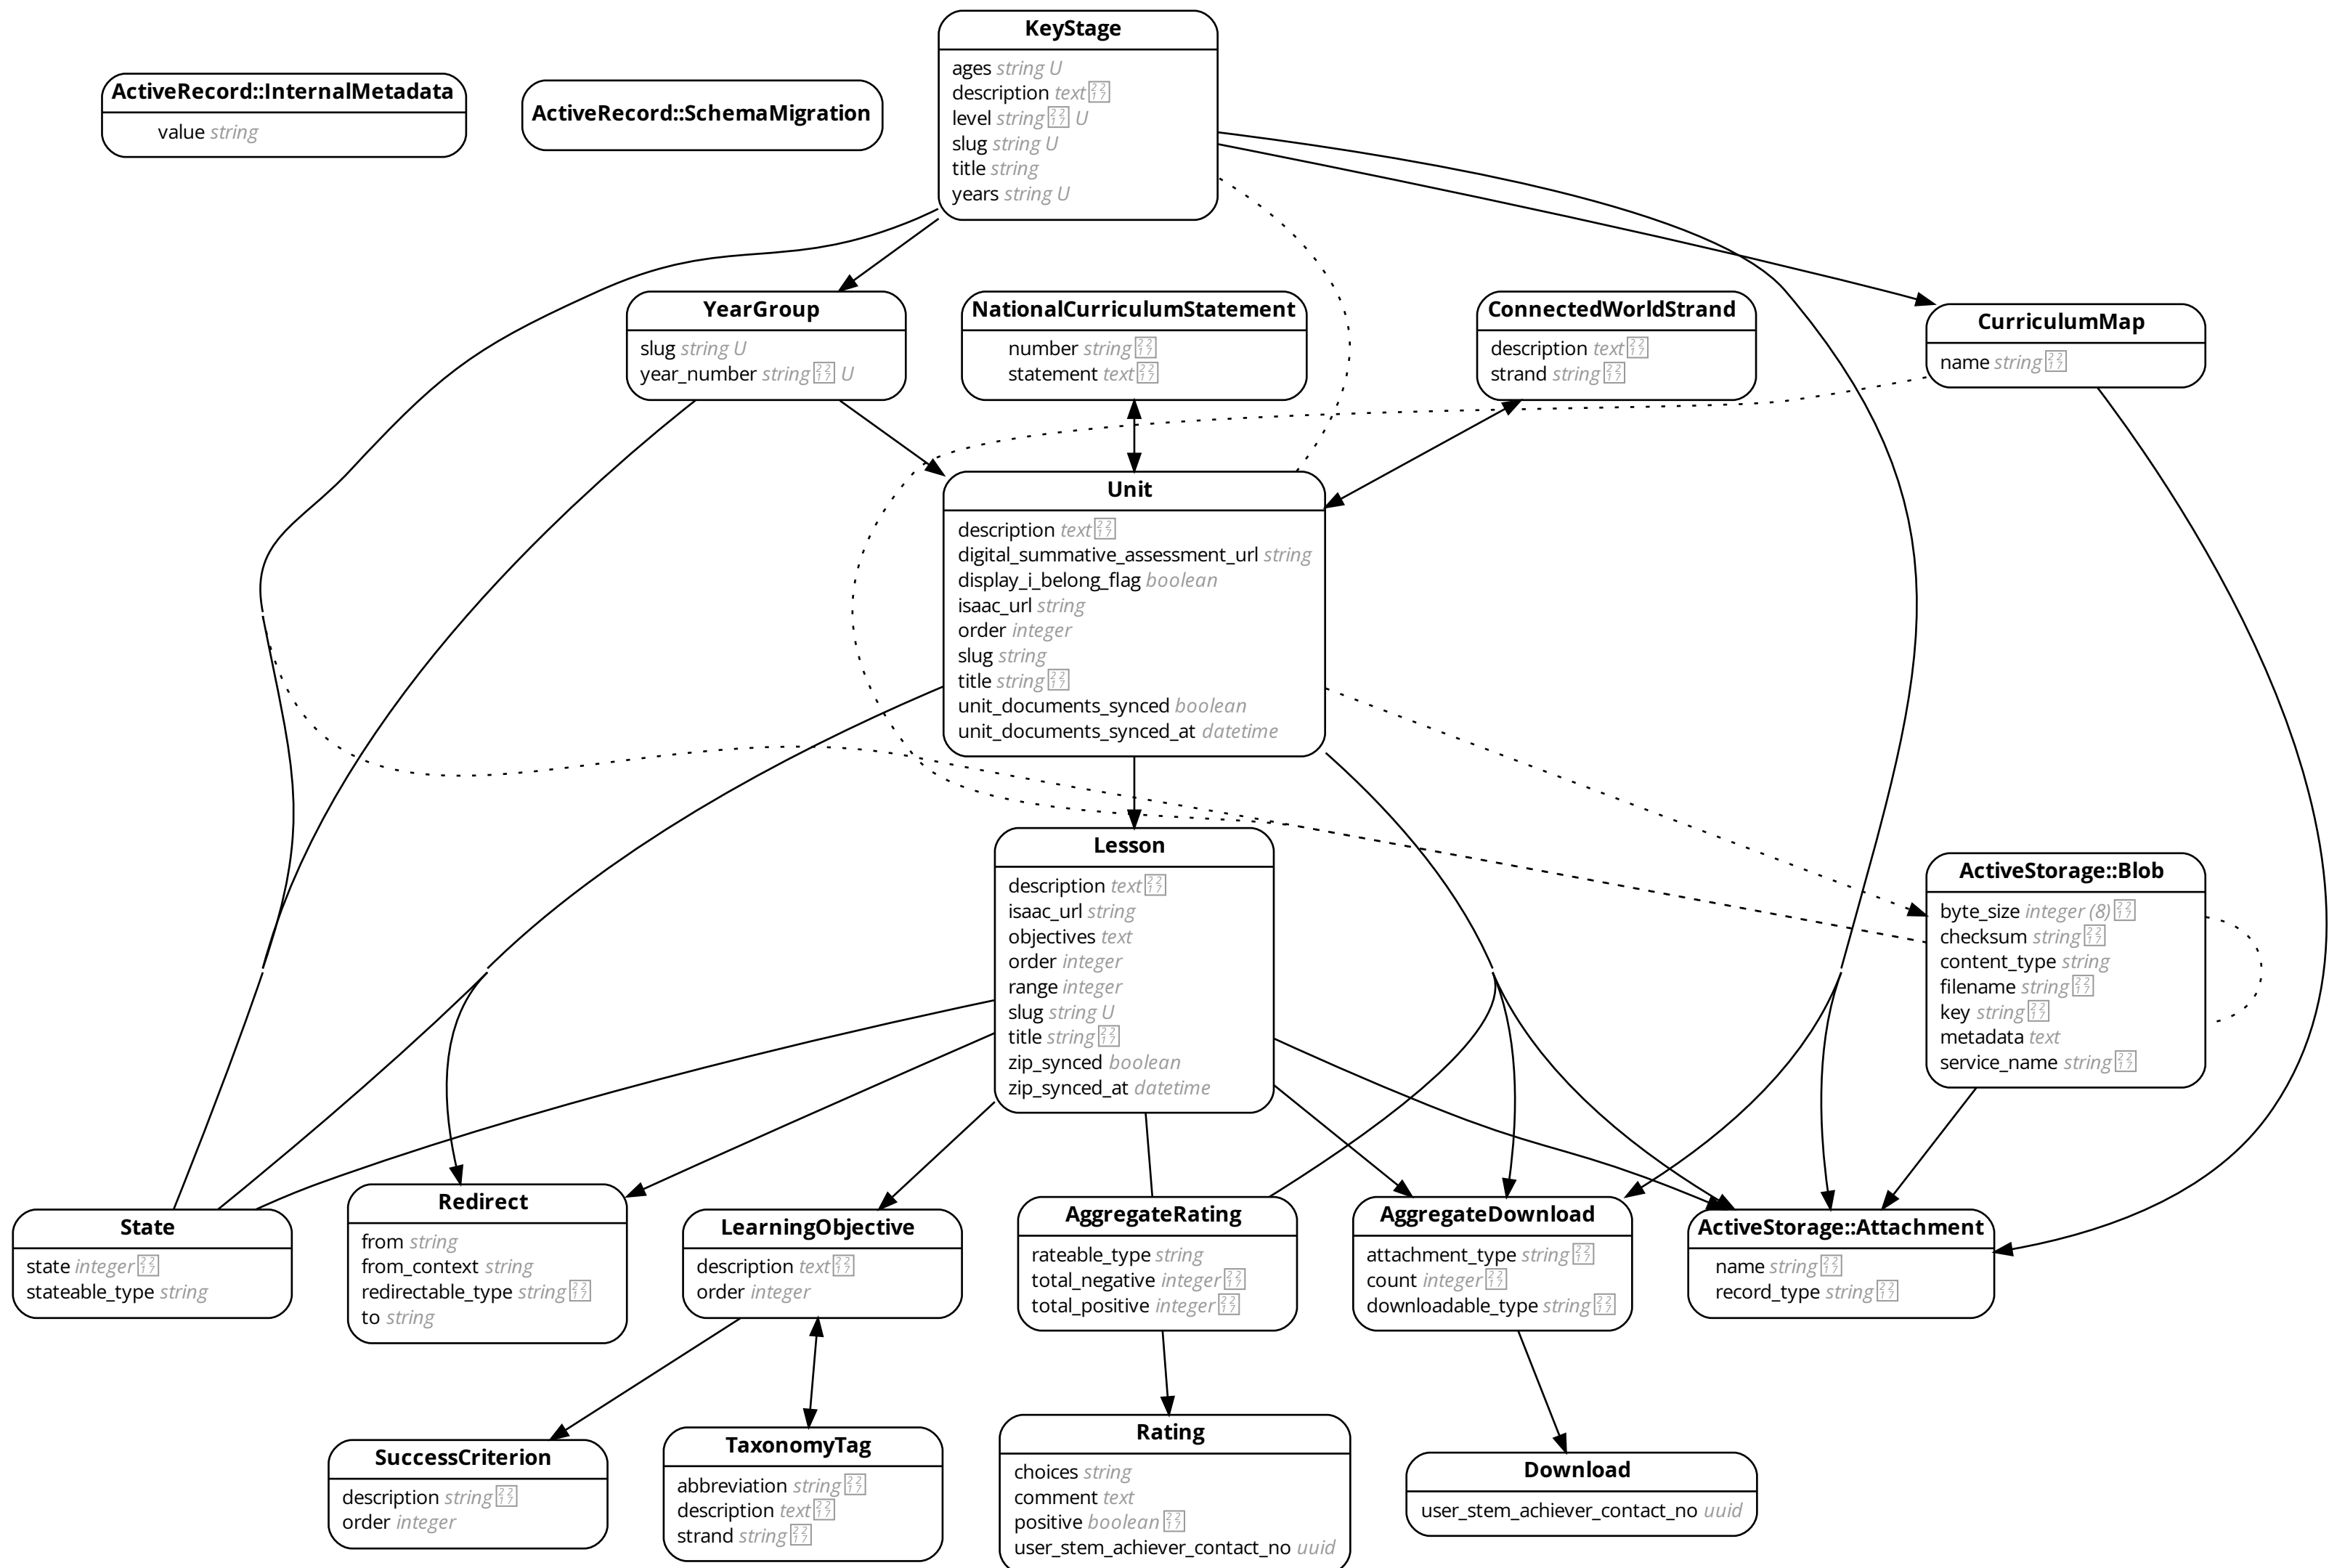 KeyStage
ages string U
description text
level string U
slug string U
title string
years string U
ActiveRecord::InternalMetadata
value string
ActiveRecord::SchemaMigration
YearGroup
slug string U
year_number string U
NationalCurriculumStatement
number string
statement text
ConnectedWorldStrand
description text
strand string
CurriculumMap
name string
Unit
description text
digital_summative_assessment_url string
display_i_belong_flag boolean
isaac_url string
order integer
slug string
title string
unit_documents_synced boolean
unit_documents_synced_at datetime
Lesson
description text
isaac_url string
objectives text
order integer
range integer
slug string U
title string
zip_synced boolean
zip_synced_at datetime
ActiveStorage::Blob
byte_size integer (8)
checksum string
content_type string
filename string
key string
metadata text
service_name string
State
state integer
stateable_type string
Redirect
from string
from_context string
redirectable_type string
to string
LearningObjective
description text
order integer
AggregateRating
rateable_type string
total_negative integer
total_positive integer
AggregateDownload
attachment_type string
count integer
downloadable_type string
ActiveStorage::Attachment
name string
record_type string
SuccessCriterion
description string
order integer
TaxonomyTag
abbreviation string
description text
strand string
Rating
choices string
comment text
positive boolean
user_stem_achiever_contact_no uuid
Download
user_stem_achiever_contact_no uuid